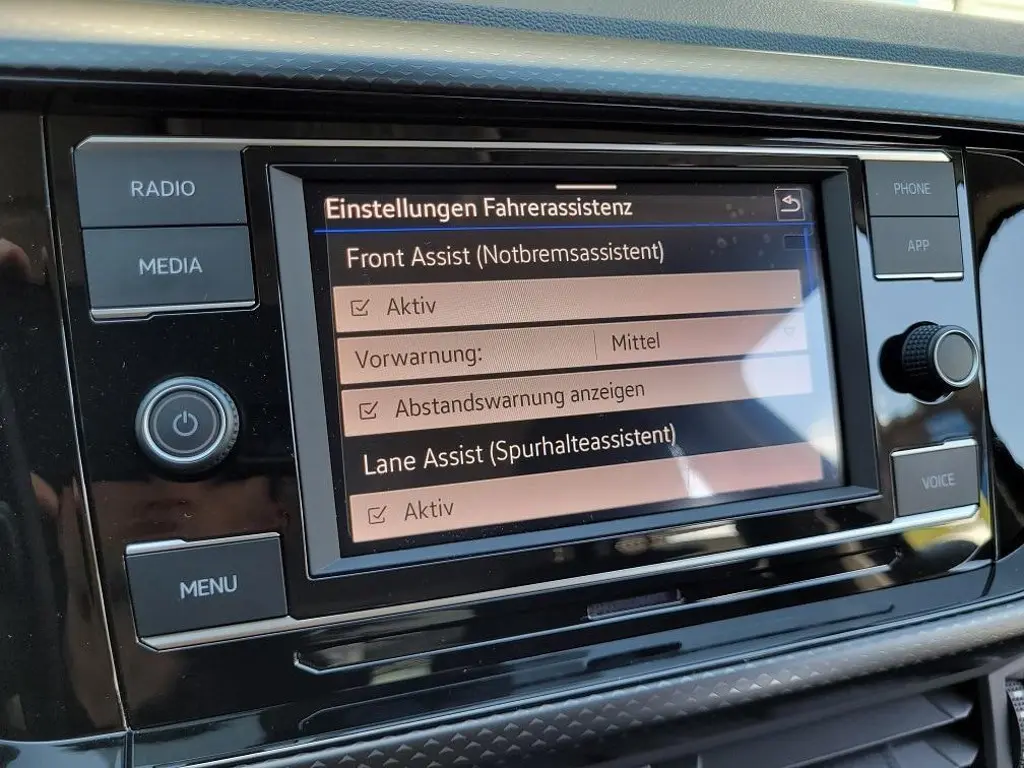 RADIO
MEDIA
MENU
Einstellungen Fahrerassistenz
Front Assist (Notbremsassistent)
Aktiv
Vorwarnung: Mittel
Abstandswarnung anzeigen
Lane Assist (Spurhalteassistent)
Aktiv
PHONE
APP
VOICE